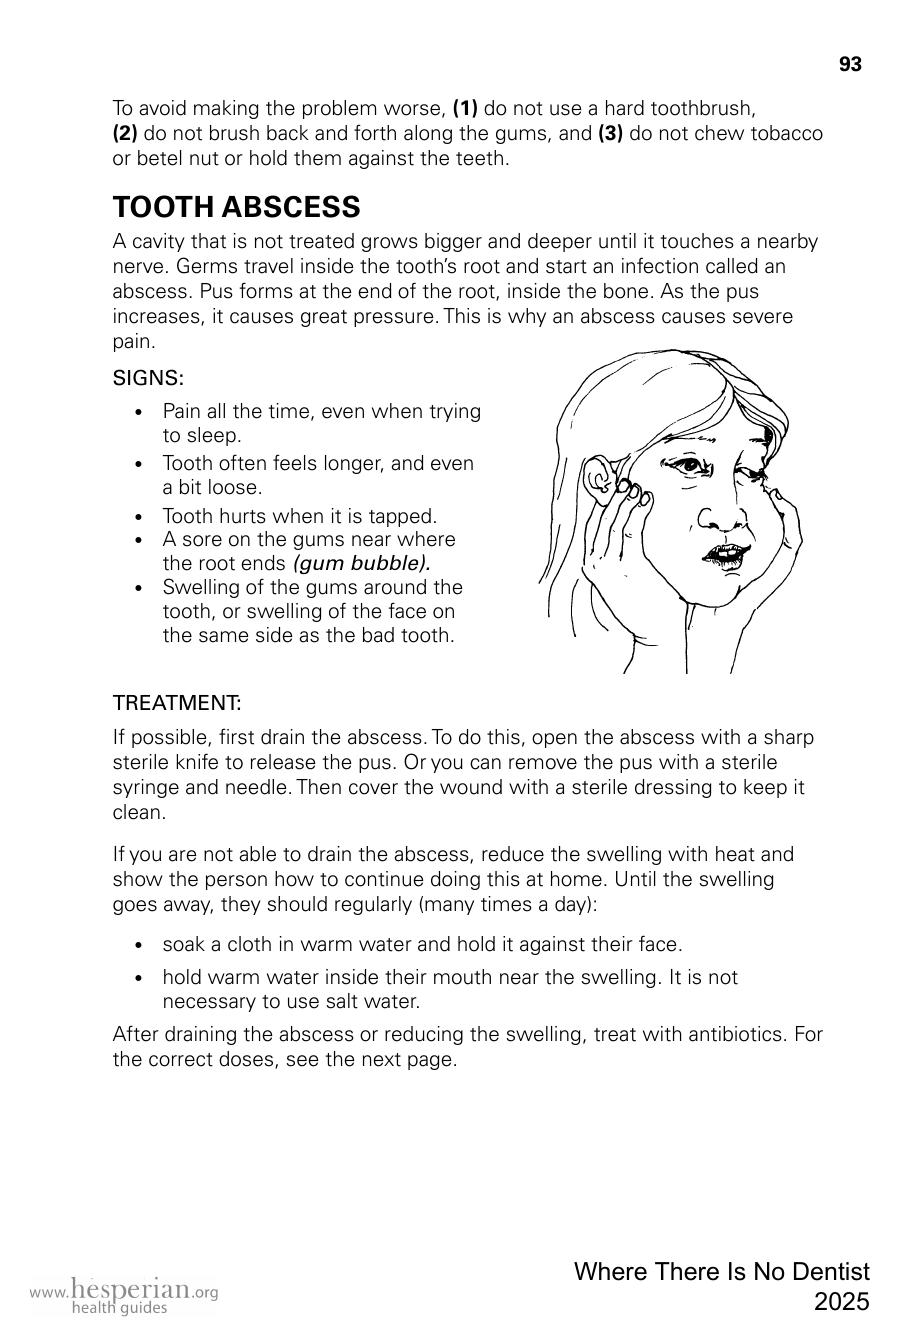 93
To avoid making the problem worse, (1) do not use a hard toothbrush,
(2) do not brush back and forth along the gums, and (3) do not chew tobacco
or betel nut or hold them against the teeth.
TOOTH ABSCESS
A cavity that is not treated grows bigger and deeper until it touches a nearby
nerve. Germs travel inside the tooth’s root and start an infection called an
abscess. Pus forms at the end of the root, inside the bone. As the pus
increases, it causes great pressure. This is why an abscess causes severe
pain.
SIGNS:
• Pain all the time, even when trying
to sleep.
• Tooth often feels longer, and even
a bit loose.
• Tooth hurts when it is tapped.
• A sore on the gums near where
the root ends (gum bubble).
• Swelling of the gums around the
tooth, or swelling of the face on
the same side as the bad tooth.
TREATMENT:
If possible, first drain the abscess. To do this, open the abscess with a sharp
sterile knife to release the pus. Or you can remove the pus with a sterile
syringe and needle. Then cover the wound with a sterile dressing to keep it
clean.
If you are not able to drain the abscess, reduce the swelling with heat and
show the person how to continue doing this at home. Until the swelling
goes away, they should regularly (many times a day):
• soak a cloth in warm water and hold it against their face.
• hold warm water inside their mouth near the swelling. It is not
necessary to use salt water.
After draining the abscess or reducing the swelling, treat with antibiotics. For
the correct doses, see the next page.
www.hesperian.org
health guides
Where There Is No Dentist
2025